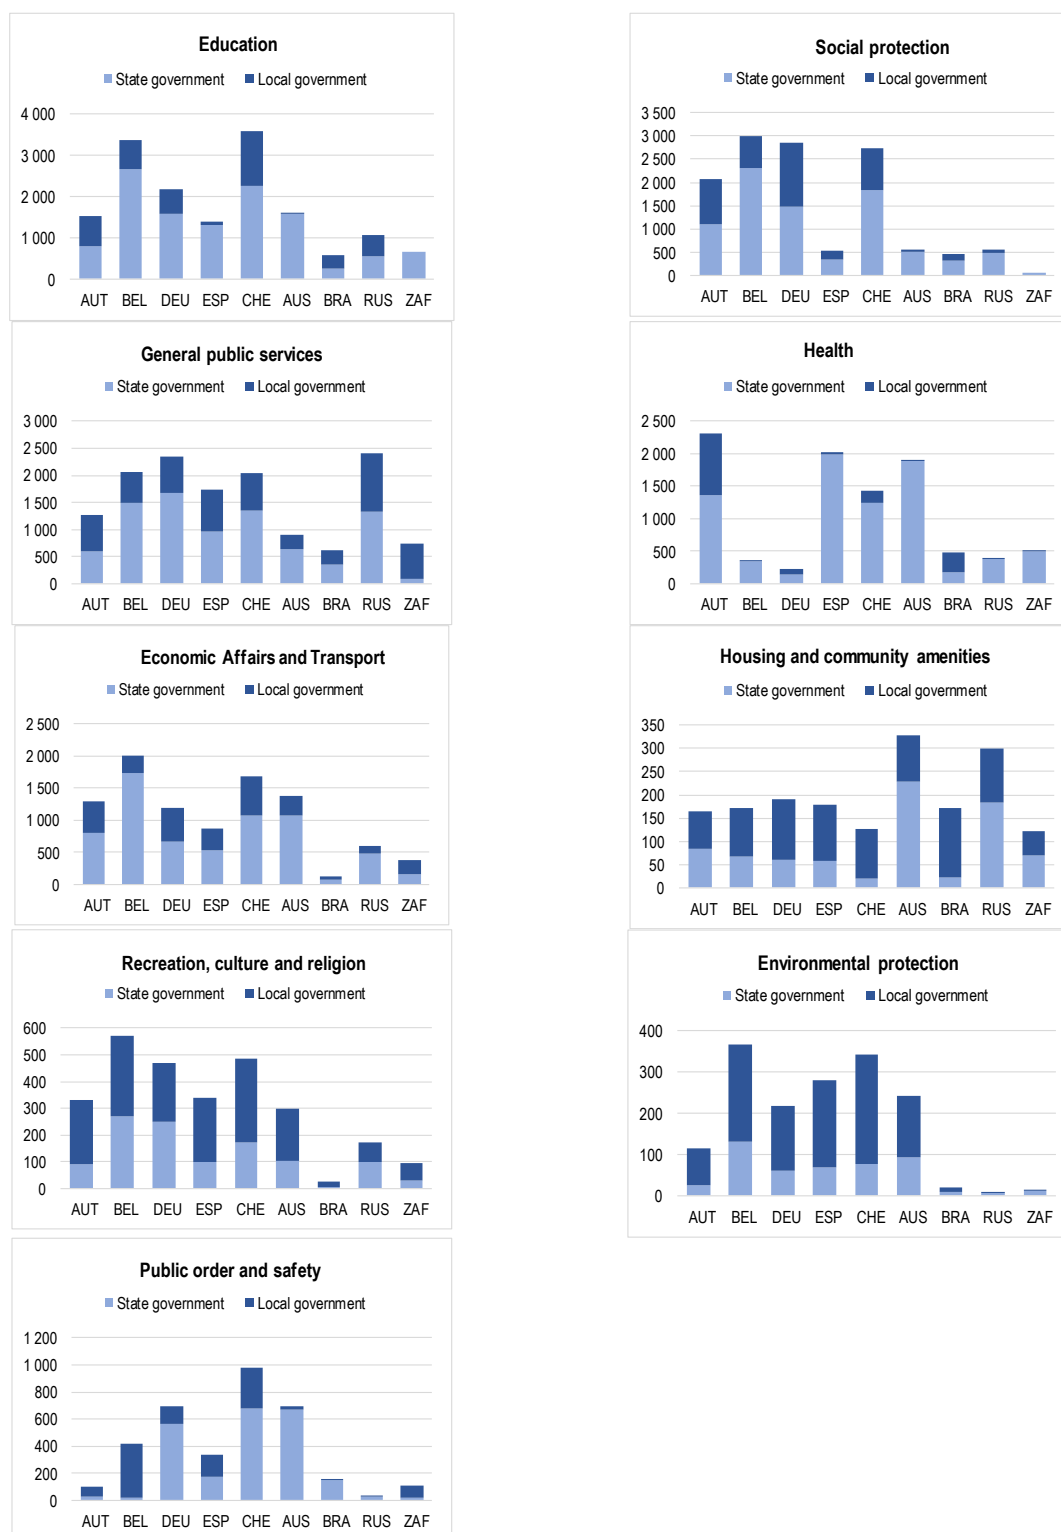 Education
State government Local government
4 000
3 000
2 000
1 000
0
AUT BEL DEU ESP CHE AUS BRA RUS ZAF
Social protection
State government Local government
3 500
3 000
2 500
2 000
1 500
1 000
500
0
AUT BEL DEU ESP CHE AUS BRA RUS ZAF
General public services
State government Local government
3 000
2 500
2 000
1 500
1 000
500
0
AUT BEL DEU ESP CHE AUS BRA RUS ZAF
Health
State government Local government
2 500
2 000
1 500
1 000
500
0
AUT BEL DEU ESP CHE AUS BRA RUS ZAF
Economic Affairs and Transport
State government Local government
2 500
2 000
1 500
1 000
500
0
AUT BEL DEU ESP CHE AUS BRA RUS ZAF
Housing and community amenities
State government Local government
350
300
250
200
150
100
50
0
AUT BEL DEU ESP CHE AUS BRA RUS ZAF
Recreation, culture and religion
State government Local government
600
500
400
300
200
100
0
AUT BEL DEU ESP CHE AUS BRA RUS ZAF
Environmental protection
State government Local government
400
300
200
100
0
AUT BEL DEU ESP CHE AUS BRA RUS ZAF
Public order and safety
State government Local government
1 200
1 000
800
600
400
200
0
AUT BEL DEU ESP CHE AUS BRA RUS ZAF